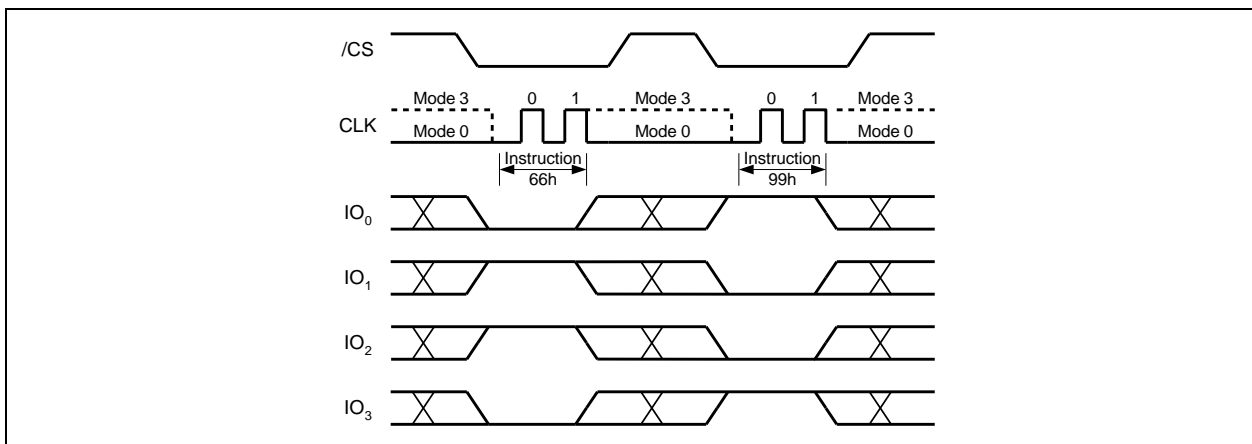 /CS
Mode 3 0 1 Mode 3 0 1 Mode 3
CLK
Mode 0 Mode 0 Mode 0
Instruction Instruction
66h 99h
IO0
IO1
IO2
IO3